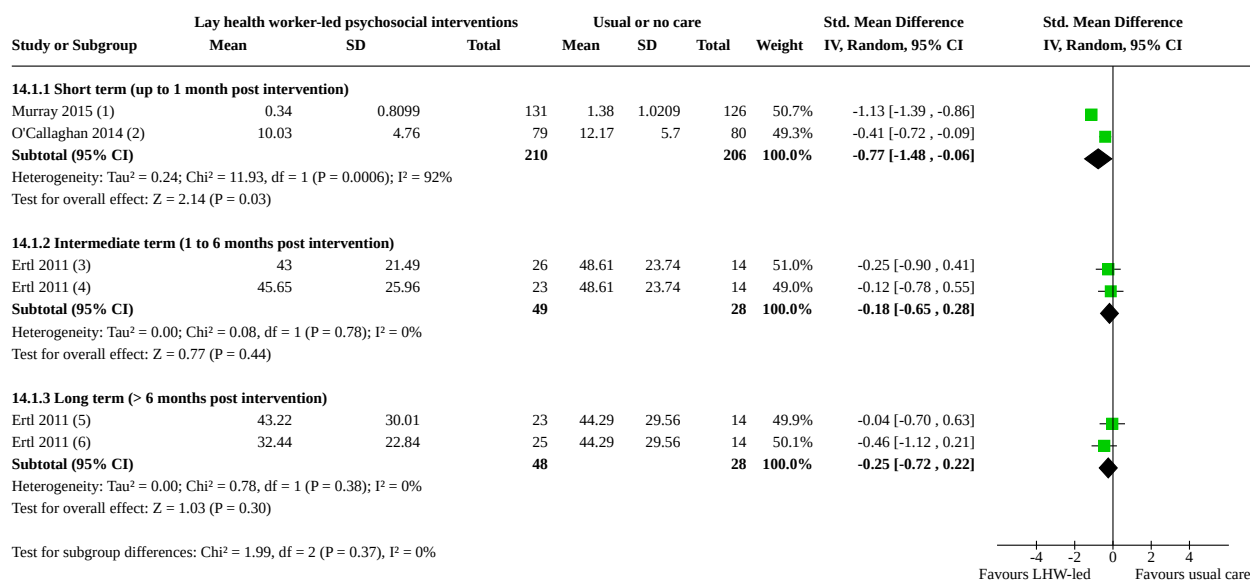 Lay health worker-led psychosocial interventions Usual or no care Std. Mean Difference Std. Mean Difference
Study or Subgroup Mean SD Total Mean SD Total Weight IV, Random, 95% CI IV, Random, 95% CI
14.1.1 Short term (up to 1 month post intervention)
Murray 2015 (1) 0.34 0.8099 131 1.38 1.0209 126 50.7% -1.13 [-1.39 , -0.86]
O'Callaghan 2014 (2) 10.03 4.76 79 12.17 5.7 80 49.3% -0.41 [-0.72 , -0.09]
Subtotal (95% CI) 210 206 100.0% -0.77 [-1.48 , -0.06]
Heterogeneity: Tau² = 0.24; Chi² = 11.93, df = 1 (P = 0.0006); I² = 92%
Test for overall effect: Z = 2.14 (P = 0.03)
14.1.2 Intermediate term (1 to 6 months post intervention)
Ertl 2011 (3) 43 21.49 26 48.61 23.74 14 51.0% -0.25 [-0.90 , 0.41]
Ertl 2011 (4) 45.65 25.96 23 48.61 23.74 14 49.0% -0.12 [-0.78 , 0.55]
Subtotal (95% CI) 49 28 100.0% -0.18 [-0.65 , 0.28]
Heterogeneity: Tau² = 0.00; Chi² = 0.08, df = 1 (P = 0.78); I² = 0%
Test for overall effect: Z = 0.77 (P = 0.44)
14.1.3 Long term (> 6 months post intervention)
Ertl 2011 (5) 43.22 30.01 23 44.29 29.56 14 49.9% -0.04 [-0.70 , 0.63]
Ertl 2011 (6) 32.44 22.84 25 44.29 29.56 14 50.1% -0.46 [-1.12 , 0.21]
Subtotal (95% CI) 48 28 100.0% -0.25 [-0.72 , 0.22]
Heterogeneity: Tau² = 0.00; Chi² = 0.78, df = 1 (P = 0.38); I² = 0%
Test for overall effect: Z = 1.03 (P = 0.30)
Test for subgroup differences: Chi² = 1.99, df = 2 (P = 0.37), I² = 0%
-4 -2 0 2 4
Favours LHW-led Favours usual care